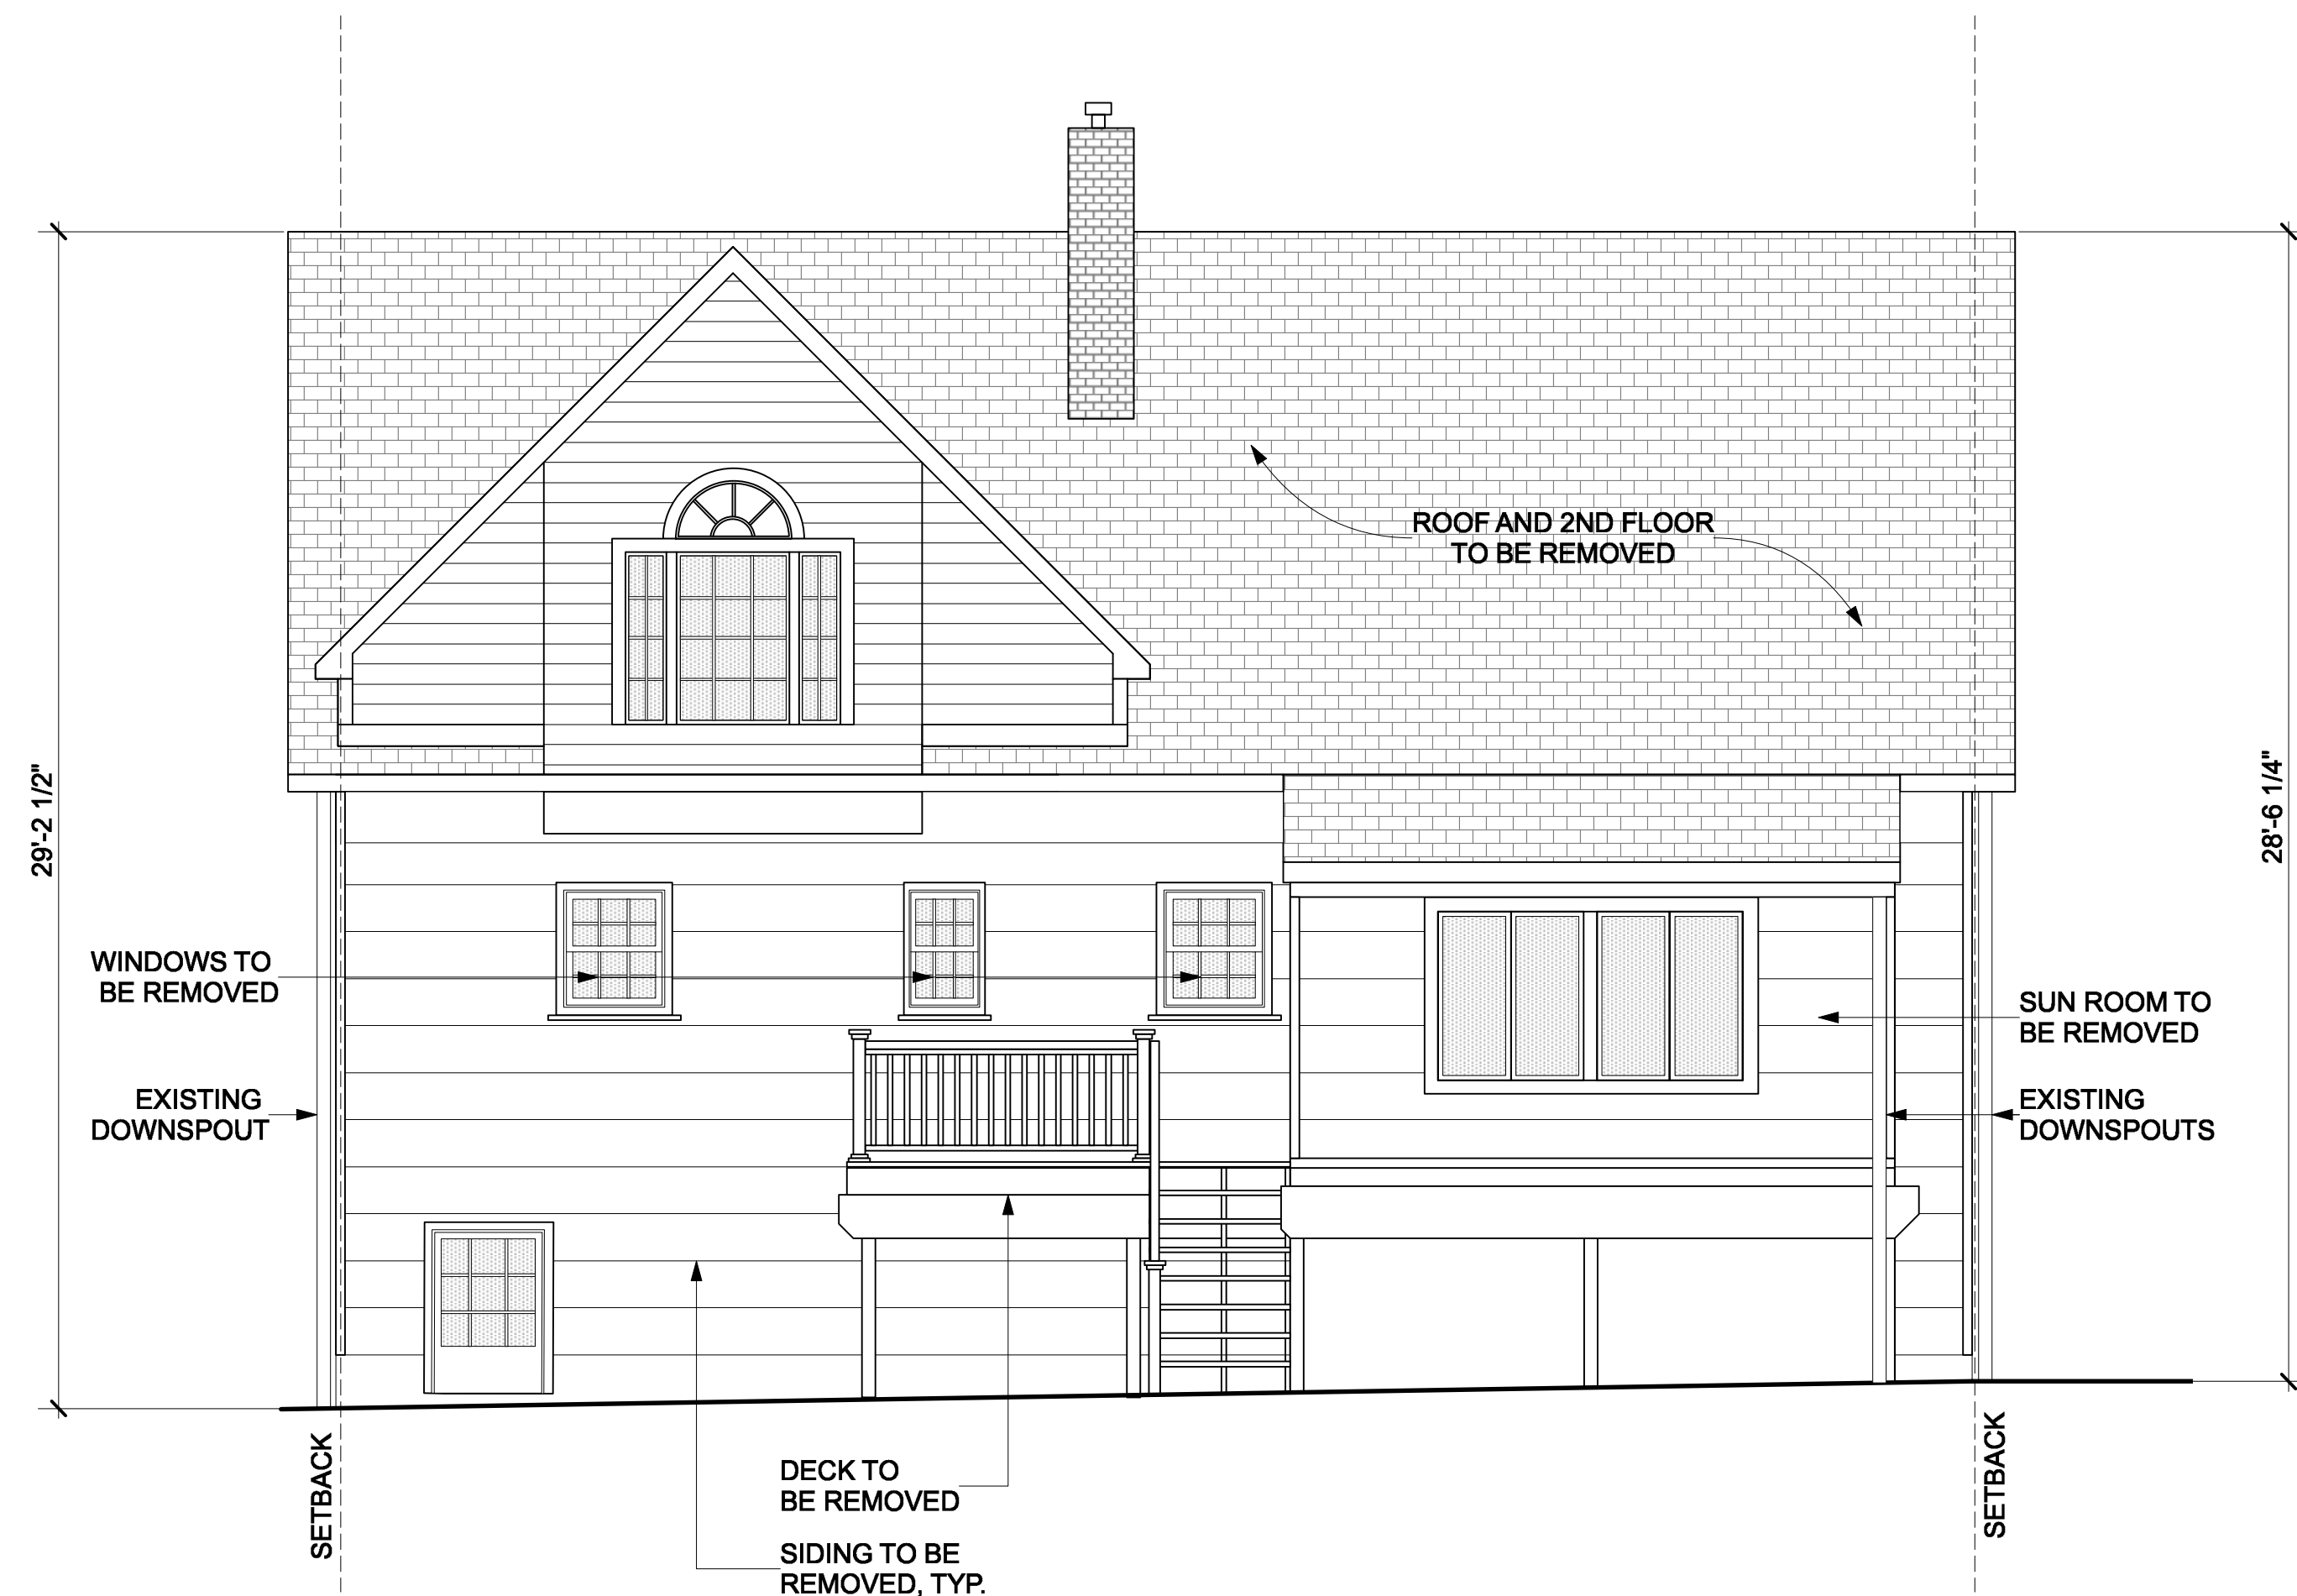 ROOF AND 2ND FLOOR
TO BE REMOVED
29'-2 1/2"
28'-6 1/4"
WINDOWS TO
BE REMOVED
SUN ROOM TO
BE REMOVED
EXISTING
DOWNSPOUT
EXISTING
DOWNSPOUTS
SETBACK
SETBACK
DECK TO
BE REMOVED
SIDING TO BE
REMOVED, TYP.